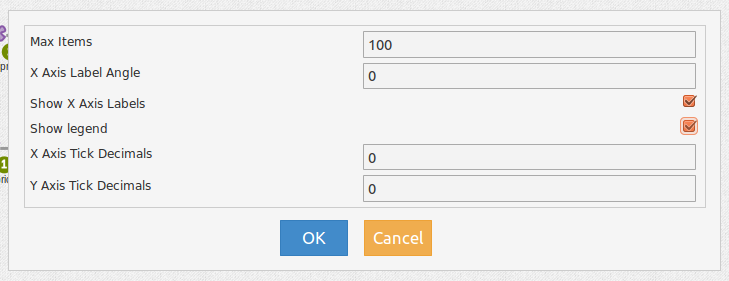 Max Items 100
X Axis Label Angle 0
Show X Axis Labels
Show legend
X Axis Tick Decimals 0
Y Axis Tick Decimals 0
OK Cancel